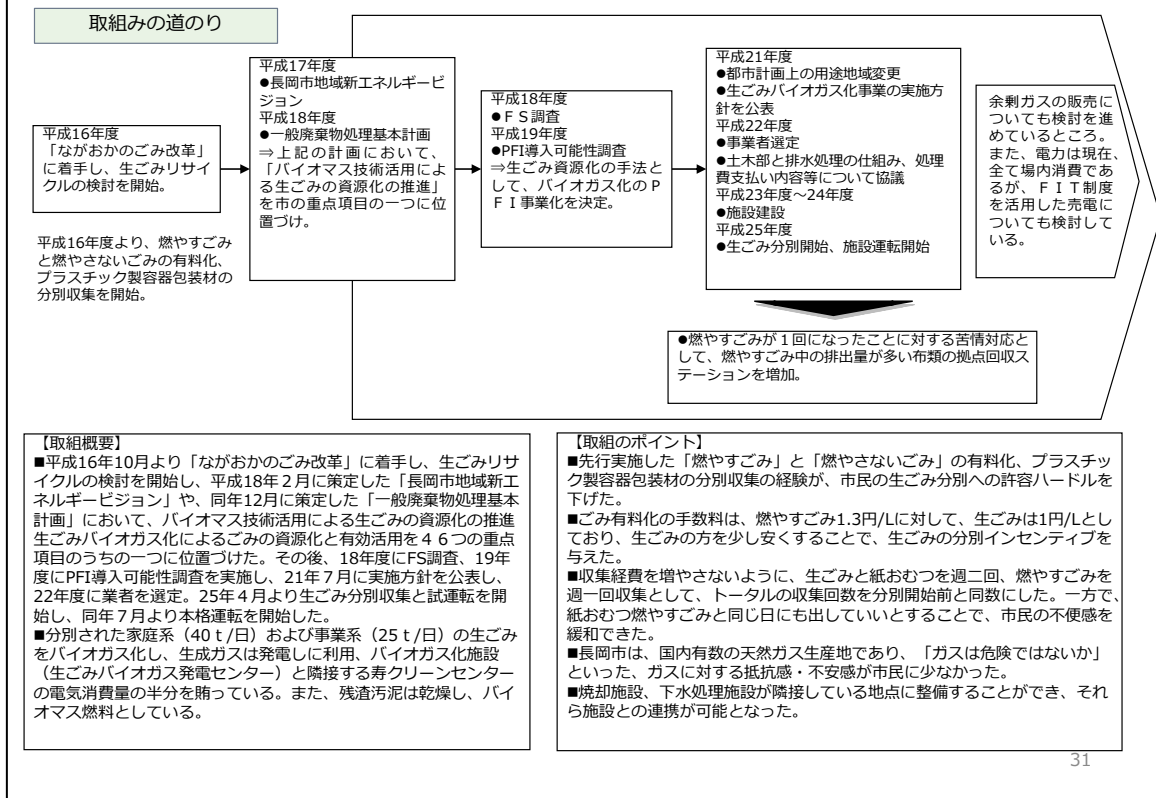 取組みの道のり
平成16年度
「ながおかのごみ改革」
に着手し、生ごみリサイ
クルの検討を開始。
平成16年度より、燃やすごみ
と燃やさないごみの有料化、
プラスチック製容器包装材の
分別収集を開始。
平成17年度
●長岡市地域新エネルギービ
ジョン
平成18年度
●一般廃棄物処理基本計画
⇒上記の計画において、
「バイオマス技術活用によ
る生ごみの資源化の推進」
を市の重点項目の一つに位
置づけ。
平成18年度
●ＦＳ調査
平成19年度
●PFI導入可能性調査
⇒生ごみ資源化の手法と
して、バイオガス化のＰ
ＦＩ事業化を決定。
平成21年度
●都市計画上の用途地域変更
●生ごみバイオガス化事業の実施方
針を公表
平成22年度
●事業者選定
●土木部と排水処理の仕組み、処理
費支払い内容等について協議
平成23年度～24年度
●施設建設
平成25年度
●生ごみ分別開始、施設運転開始
余剰ガスの販売に
ついても検討を進
めているところ。
また、電力は現在、
全て場内消費であ
るが、ＦＩＴ制度
を活用した売電に
ついても検討して
いる。
●燃やすごみが１回になったことに対する苦情対応と
して、燃やすごみ中の排出量が多い布類の拠点回収ス
テーションを増加。
【取組概要】
■平成16年10月より「ながおかのごみ改革」に着手し、生ごみリサ
イクルの検討を開始し、平成18年２月に策定した「長岡市地域新エ
ネルギービジョン」や、同年12月に策定した「一般廃棄物処理基本
計画」において、バイオマス技術活用による生ごみの資源化の推進
生ごみバイオガス化によるごみの資源化と有効活用を４６つの重点
項目のうちの一つに位置づけた。その後、18年度にFS調査、19年
度にPFI導入可能性調査を実施し、21年７月に実施方針を公表し、
22年度に業者を選定。25年４月より生ごみ分別収集と試運転を開
始し、同年７月より本格運転を開始した。
■分別された家庭系（40ｔ/日）および事業系（25ｔ/日）の生ごみ
をバイオガス化し、生成ガスは発電しに利用、バイオガス化施設
（生ごみバイオガス発電センター）と隣接する寿クリーンセンター
の電気消費量の半分を賄っている。また、残渣汚泥は乾燥し、バイ
オマス燃料としている。
【取組のポイント】
■先行実施した「燃やすごみ」と「燃やさないごみ」の有料化、プラスチッ
ク製容器包装材の分別収集の経験が、市民の生ごみ分別への許容ハードルを
下げた。
■ごみ有料化の手数料は、燃やすごみ1.3円/Lに対して、生ごみは1円/Lとし
ており、生ごみの方を少し安くすることで、生ごみの分別インセンティブを
与えた。
■収集経費を増やさないように、生ごみと紙おむつを週二回、燃やすごみを
週一回収集として、トータルの収集回数を分別開始前と同数にした。一方で、
紙おむつ燃やすごみと同じ日にも出していいとすることで、市民の不便感を
緩和できた。
■長岡市は、国内有数の天然ガス生産地であり、「ガスは危険ではないか」
といった、ガスに対する抵抗感・不安感が市民に少なかった。
■焼却施設、下水処理施設が隣接している地点に整備することができ、それ
ら施設との連携が可能となった。
31